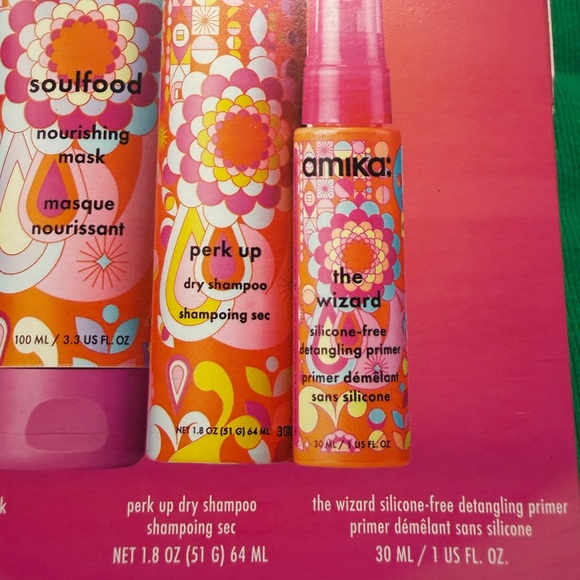 soulfood
nourishing
mask
masque
nourissant
100 ML / 3.3 US FL. OZ
perk up
dry shampoo
shampoing sec
NET 1.8 OZ (51 G) 64 ML
amika:
the
wizard
silicone-free
detangling primer
primer démêlant
sans silicone
30 ML / 1 US FL. OZ
k
perk up dry shampoo
shampoing sec
NET 1.8 OZ (51 G) 64 ML
the wizard silicone-free detangling primer
primer démêlant sans silicone
30 ML / 1 US FL. OZ.